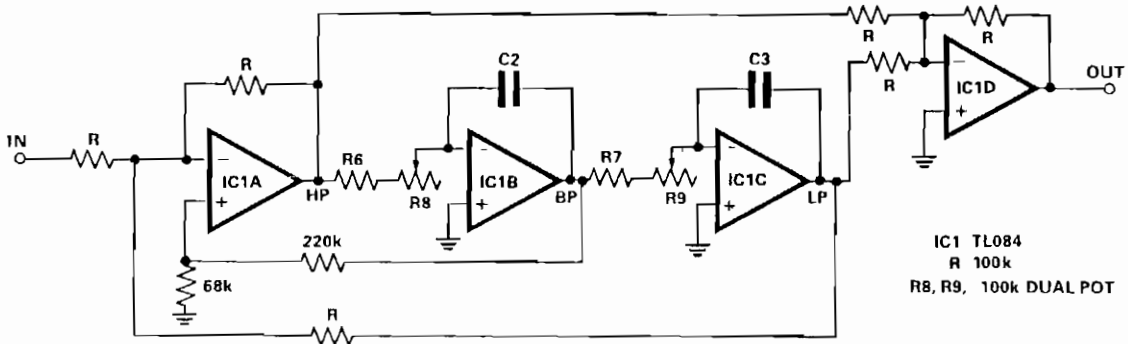 R
R
C2
C3
R
R
−
+
IC1D
OUT
IN
R
−
+
IC1A
HP
R6
R8
-
+
IC1B
BP
R7
R9
-
+
IC1C
LP
220k
68k
R
IC1 TL084
R 100k
R8, R9, 100k DUAL POT